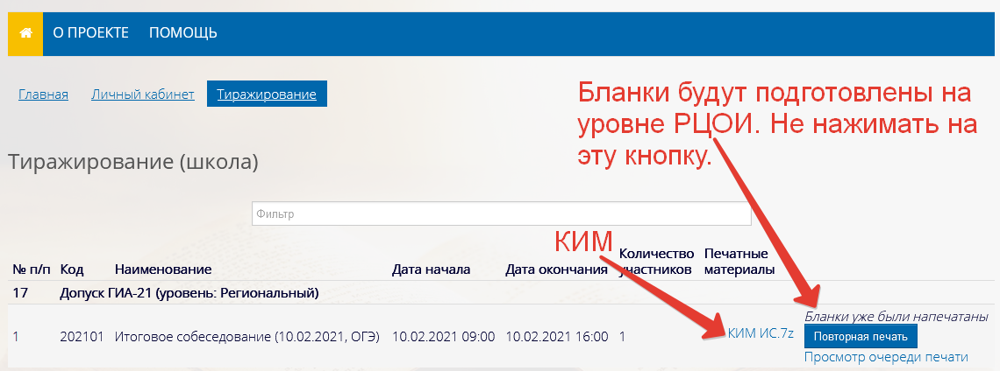 О ПРОЕКТЕ ПОМОЩЬ
Главная Личный кабинет Тиражирование
Бланки будут подготовлены на
уровне РЦОИ. Не нажимать на
эту кнопку.
Тиражирование (школа)
Фильтр
КИМ
№ п/п Код Наименование Дата начала Дата окончания Количество участников Печатные материалы
17 Допуск ГИА-21 (уровень: Региональный)
Бланки уже были напечатаны
1 202101 Итоговое собеседование (10.02.2021, ОГЭ) 10.02.2021 09:00 10.02.2021 16:00 1 КИМ ИС.7z Повторная печать
Просмотр очереди печати